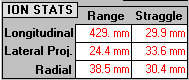 ION STATS Range Straggle
Longitudinal 429. mm 29.9 mm
Lateral Proj. 24.4 mm 33.6 mm
Radial 38.5 mm 30.4 mm